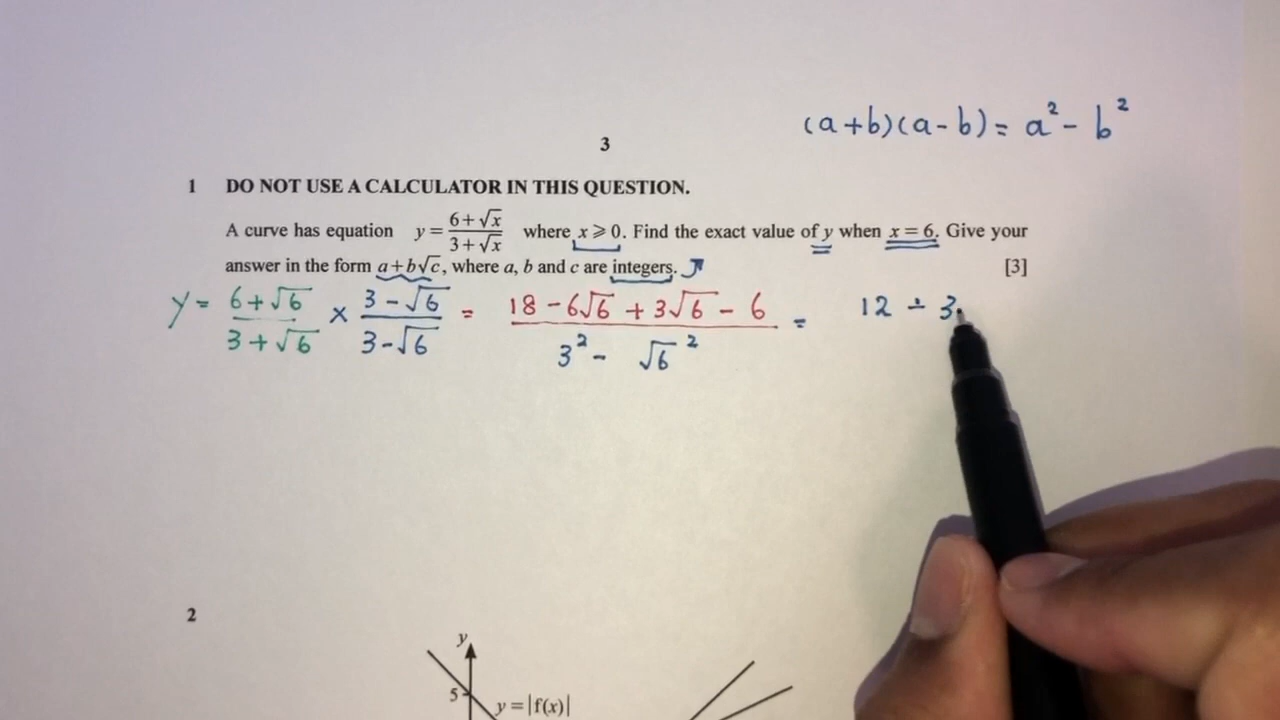 (a+b)(a-b) = a² - b²
3
1 DO NOT USE A CALCULATOR IN THIS QUESTION.
A curve has equation y = (6+√x)/(3+√x) where x ⩾ 0. Find the exact value of y when x = 6. Give your
answer in the form a+b√c, where a, b and c are integers. [3]
y = (6+√6)/(3+√6) × (3-√6)/(3-√6) = (18 - 6√6 + 3√6 - 6)/(3² - √6²) = 12 ∸ 3
2
y
5
y = |f(x)|